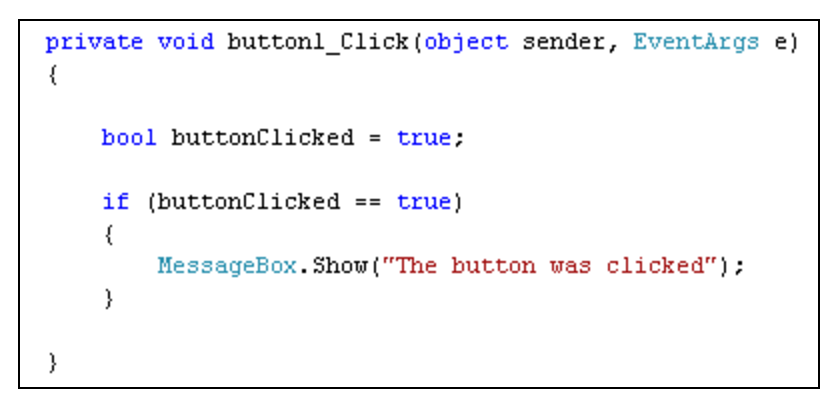 private void button1_Click(object sender, EventArgs e)
{
bool buttonClicked = true;
if (buttonClicked == true)
{
MessageBox.Show("The button was clicked");
}
}